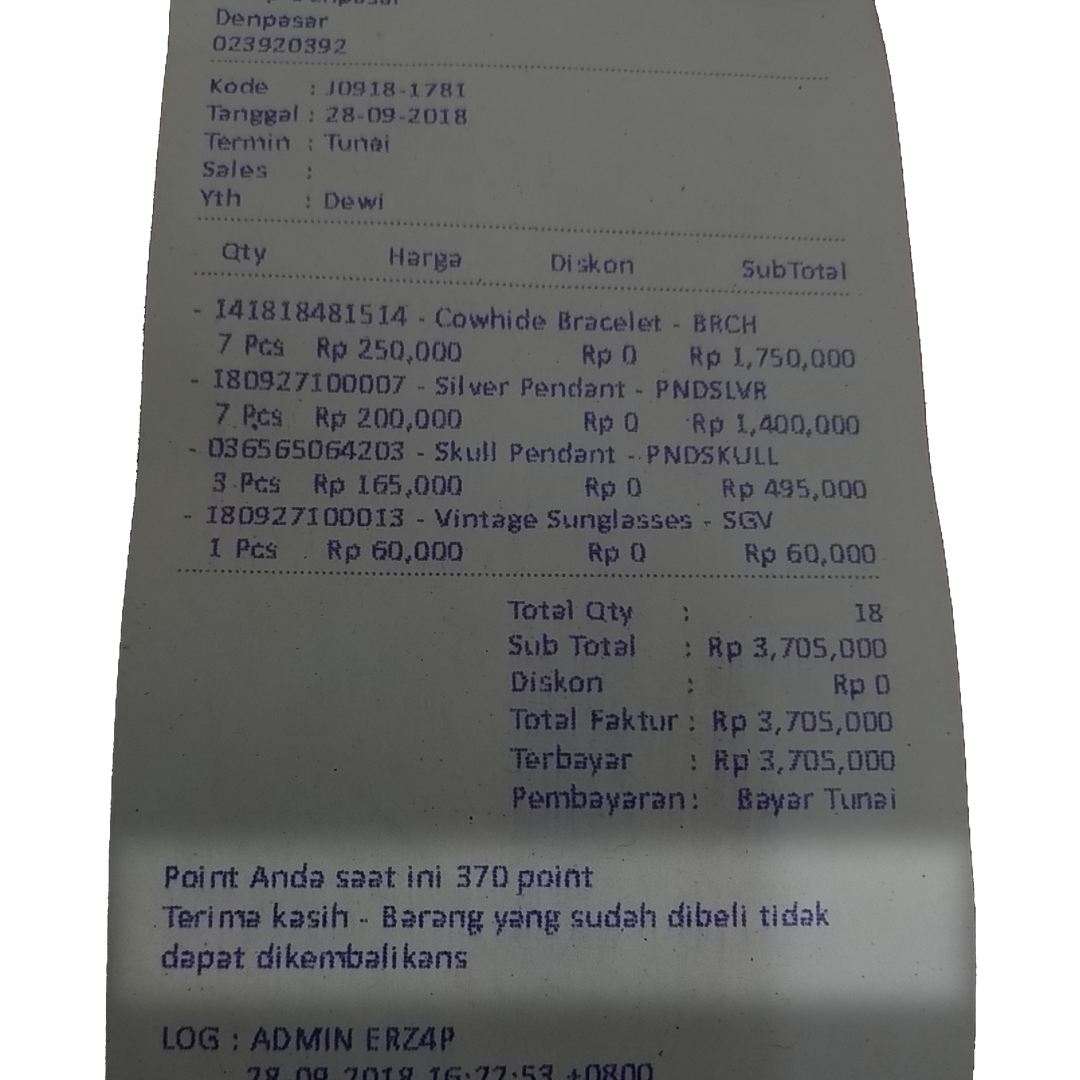 Denpasar
023920392
Kode : J0918-1781
Tanggal : 28-09-2018
Termin : Tunai
Sales :
Yth : Dewi
Qty Harga Diskon SubTotal
- 141818481514 - Cowhide Bracelet - BRCH
7 Pcs Rp 250,000 Rp 0 Rp 1,750,000
- 180927100007 - Silver Pendant - PNDSLVR
7 Pcs Rp 200,000 Rp 0 Rp 1,400,000
- 036565064203 - Skull Pendant - PNDSKULL
3 Pcs Rp 165,000 Rp 0 Rp 495,000
- 180927100013 - Vintage Sunglasses - SGV
1 Pcs Rp 60,000 Rp 0 Rp 60,000
Total Qty : 18
Sub Total : Rp 3,705,000
Diskon : Rp 0
Total Faktur : Rp 3,705,000
Terbayar : Rp 3,705,000
Pembayaran : Bayar Tunai
Point Anda saat ini 370 point
Terima kasih - Barang yang sudah dibeli tidak
dapat dikembalikans
LOG : ADMIN ERZ4P
28-09-2018 +0800